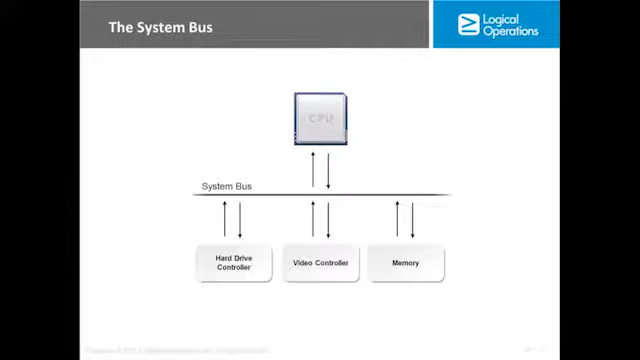 The System Bus
Logical
Operations
CPU
System Bus
Hard Drive
Controller
Video Controller
Memory